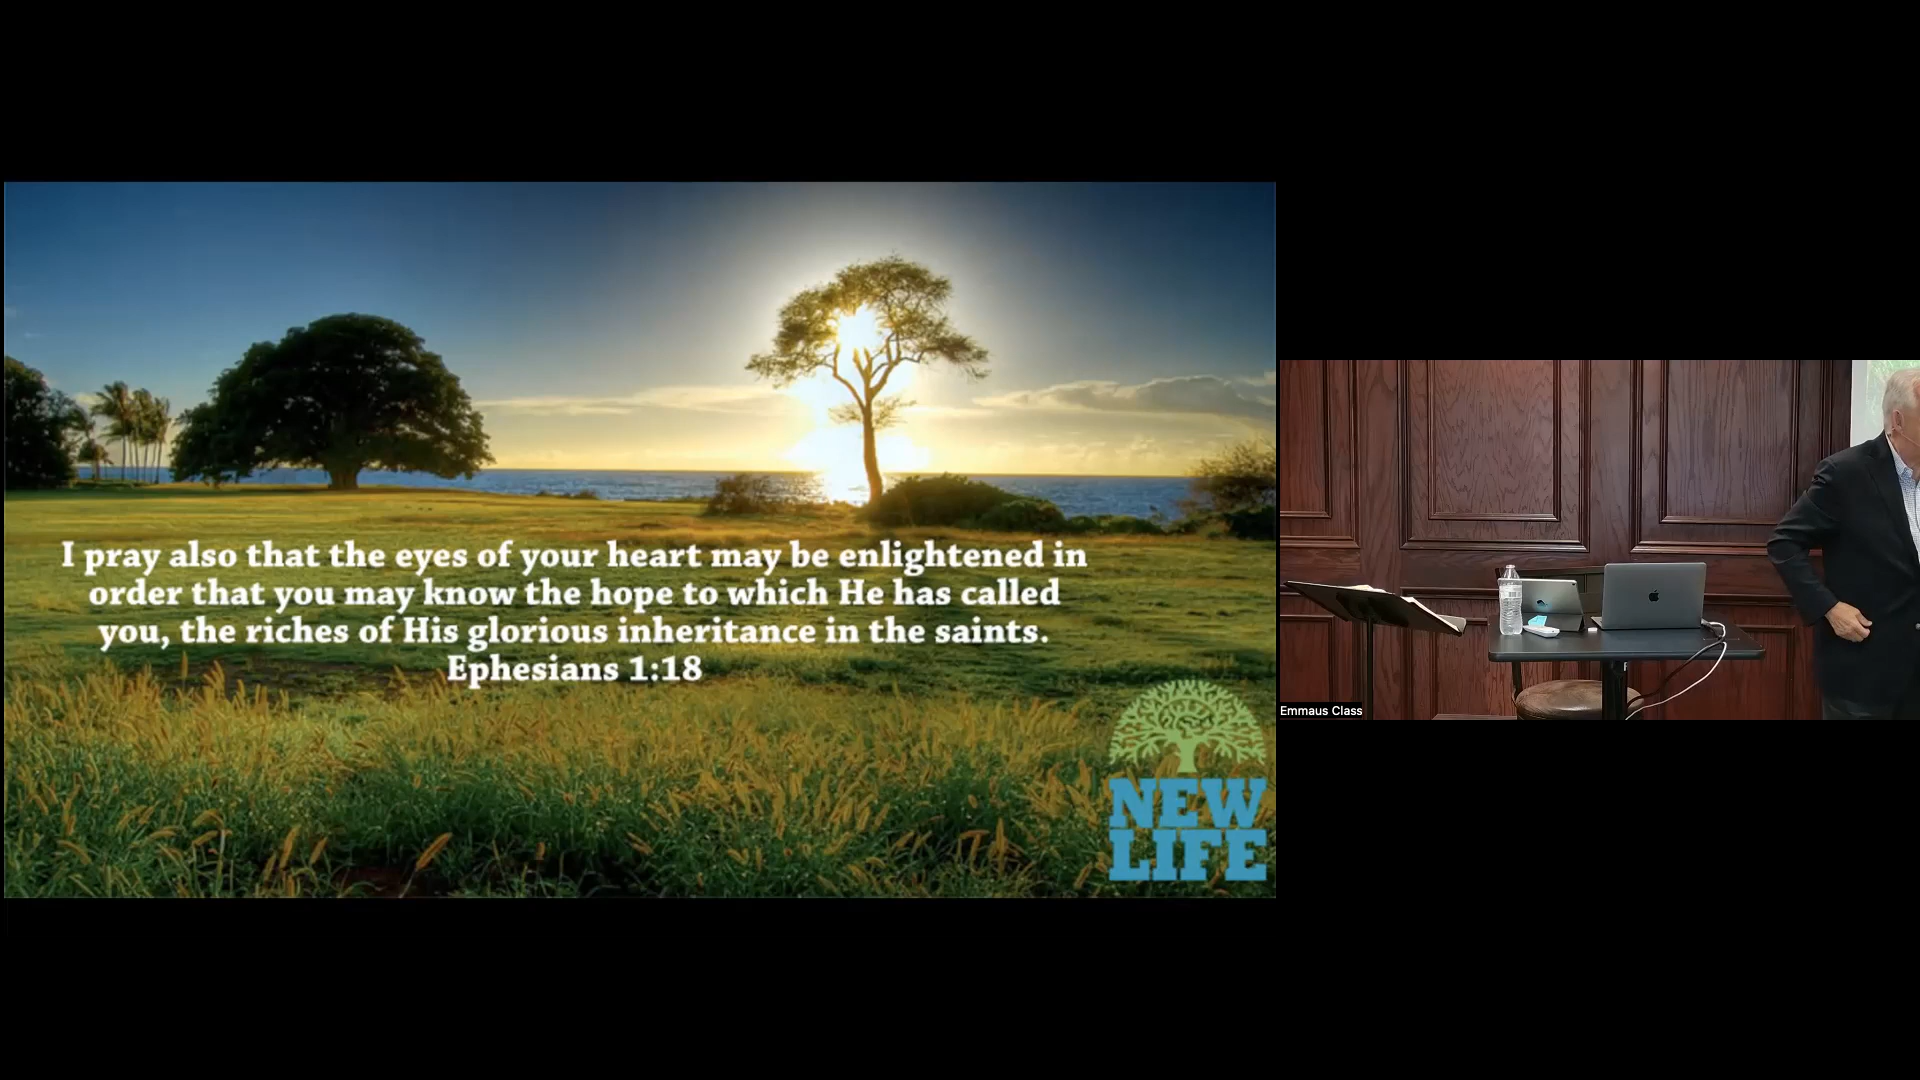 I pray also that the eyes of your heart may be enlightened in
order that you may know the hope to which He has called
you, the riches of His glorious inheritance in the saints.
Ephesians 1:18
NEW
LIFE
Emmaus Class